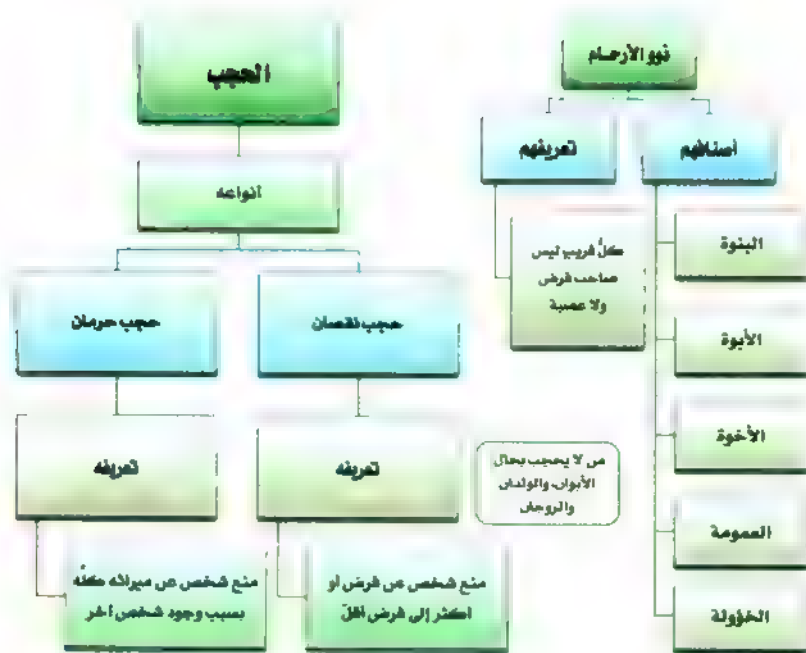 ذوو الأرحام
أصنافهم
تعريفهم
البنوة
الأبوة
الأخوة
العمومة
الخؤولة
كلُّ قريب ليس
صاحب فرض
ولا عصبة
الحجب
أنواعه
حجب نقصان
حجب حرمان
تعريفه
تعريفه
منع شخص عن فرض أو
أكثر إلى فرض أقلّ
منع شخص عن ميراثه كلّه
بسبب وجود شخص آخر
من لا يحجب بحال
الأبوان، والولدان
والزوجان